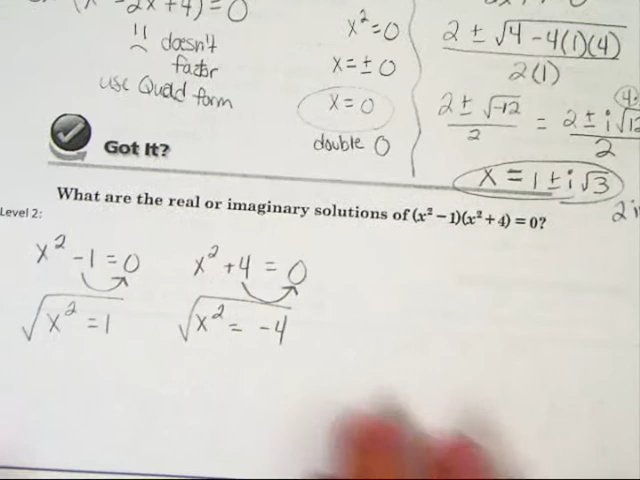 - 2x + 4) = 0
doesn't
factor
use Quad form
x² = 0
x = ± 0
x = 0
double 0
2 ± √4 - 4(1)(4)
2(1)
2 ± √-12
2
=
2 ± i√12
2
x = 1 ± i√3
Got It?
Level 2:
What are the real or imaginary solutions of (x² – 1)(x² + 4) = 0?
x² - 1 = 0
√x² = 1
x² + 4 = 0
√x² = -4